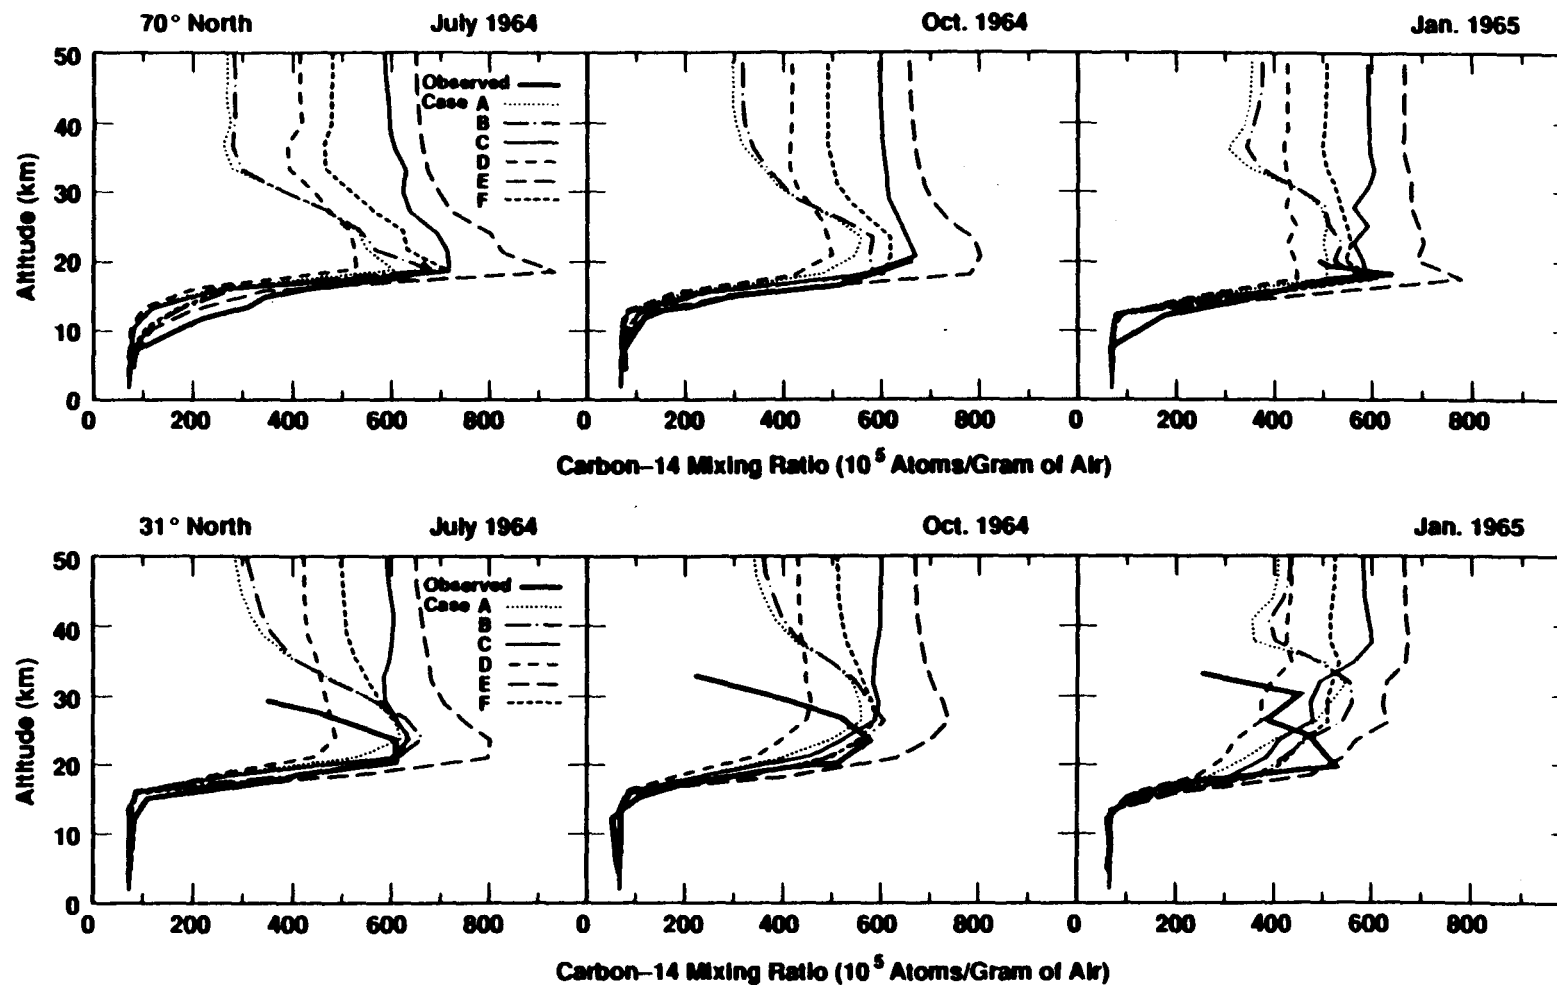 70° North July 1964 Oct. 1964 Jan. 1965
50
40
30
20
10
0
Altitude (km)
Observed
Case A
B
C
D
E
F
0 200 400 600 800 0 200 400 600 800 0 200 400 600 800
Carbon–14 Mixing Ratio (10⁵ Atoms/Gram of Air)
31° North July 1964 Oct. 1964 Jan. 1965
50
40
30
20
10
0
Altitude (km)
Observed
Case A
B
C
D
E
F
0 200 400 600 800 0 200 400 600 800 0 200 400 600 800
Carbon–14 Mixing Ratio (10⁵ Atoms/Gram of Air)